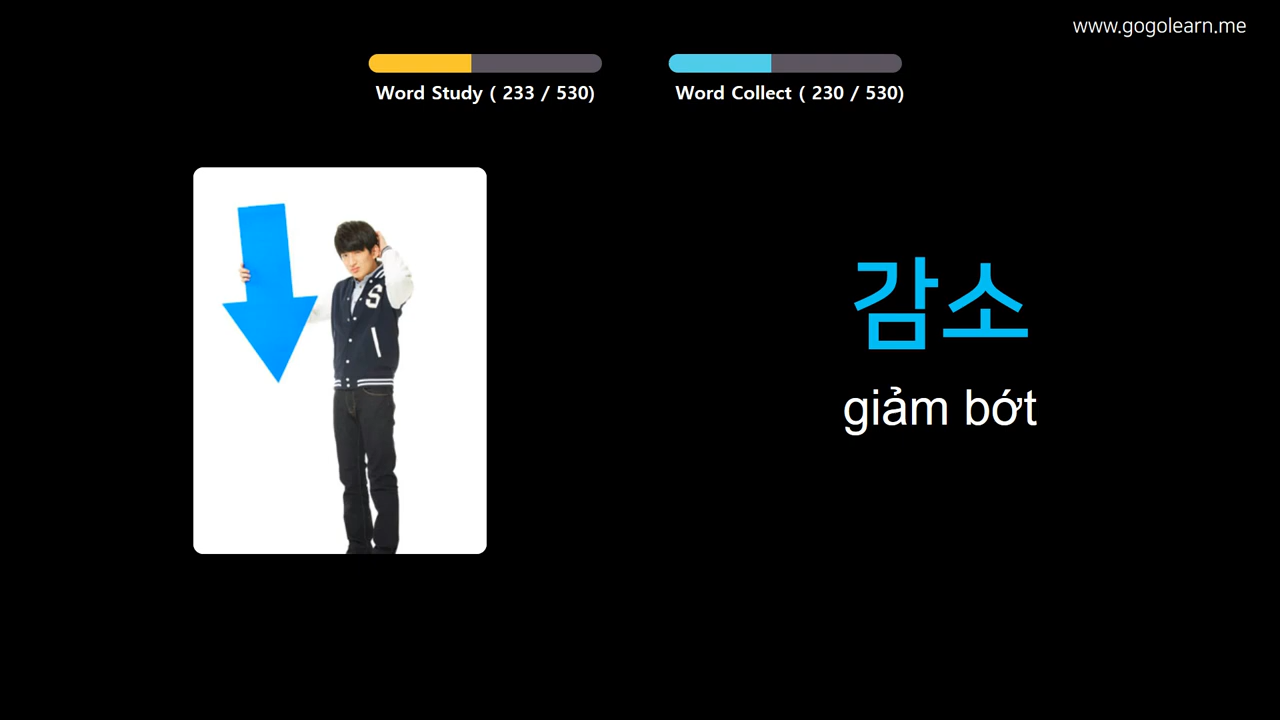 www.gogolearn.me
Word Study ( 233 / 530)
Word Collect ( 230 / 530)
S
감소
giảm bớt